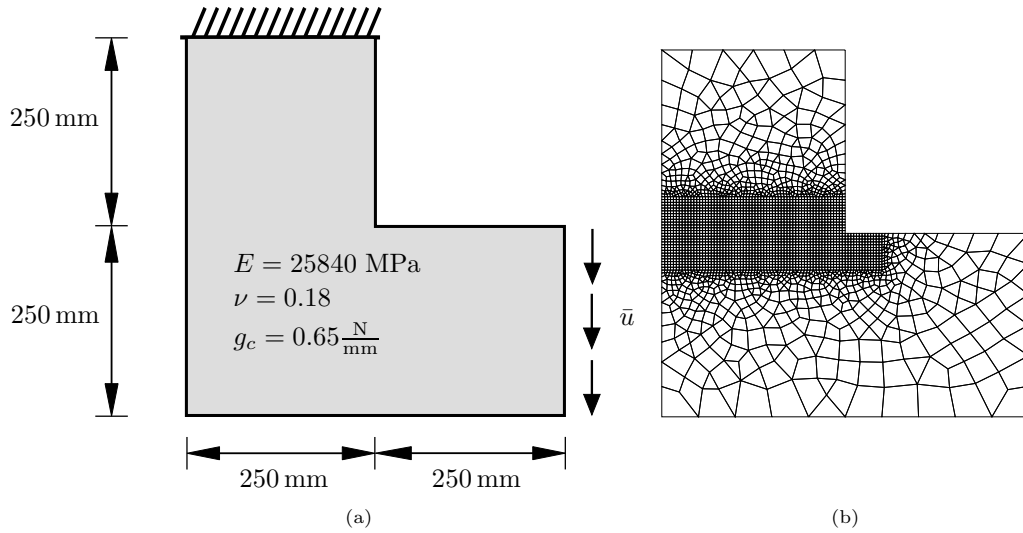 250 mm
E = 25840 MPa
ν = 0.18
g_c = 0.65 N/mm
250 mm
ū
250 mm 250 mm
(a) (b)